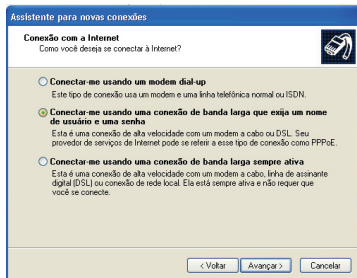 Assistente para novas conexões
Conexão com a Internet
Como você deseja se conectar à Internet?
Conectar-me usando um modem dial-up
Este tipo de conexão usa um modem e uma linha telefônica normal ou ISDN.
Conectar-me usando uma conexão de banda larga que exija um nome
de usuário e uma senha
Esta é uma conexão de alta velocidade com um modem a cabo ou DSL. Seu
provedor de serviços de Internet pode se referir a esse tipo de conexão como PPPoE.
Conectar-me usando uma conexão de banda larga sempre ativa
Esta é uma conexão de alta velocidade com um modem a cabo, linha de assinante
digital (DSL) ou conexão de rede local. Ela está sempre ativa e não requer que
você se conecte.
< Voltar
Avançar >
Cancelar